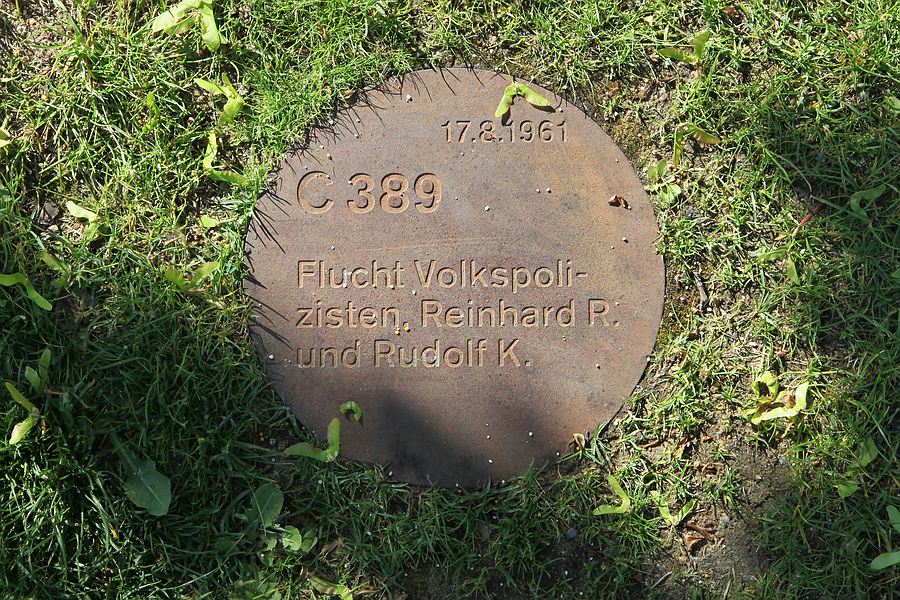 17.8.1961
C 389
Flucht Volkspoli-
zisten, Reinhard R.
und Rudolf K.